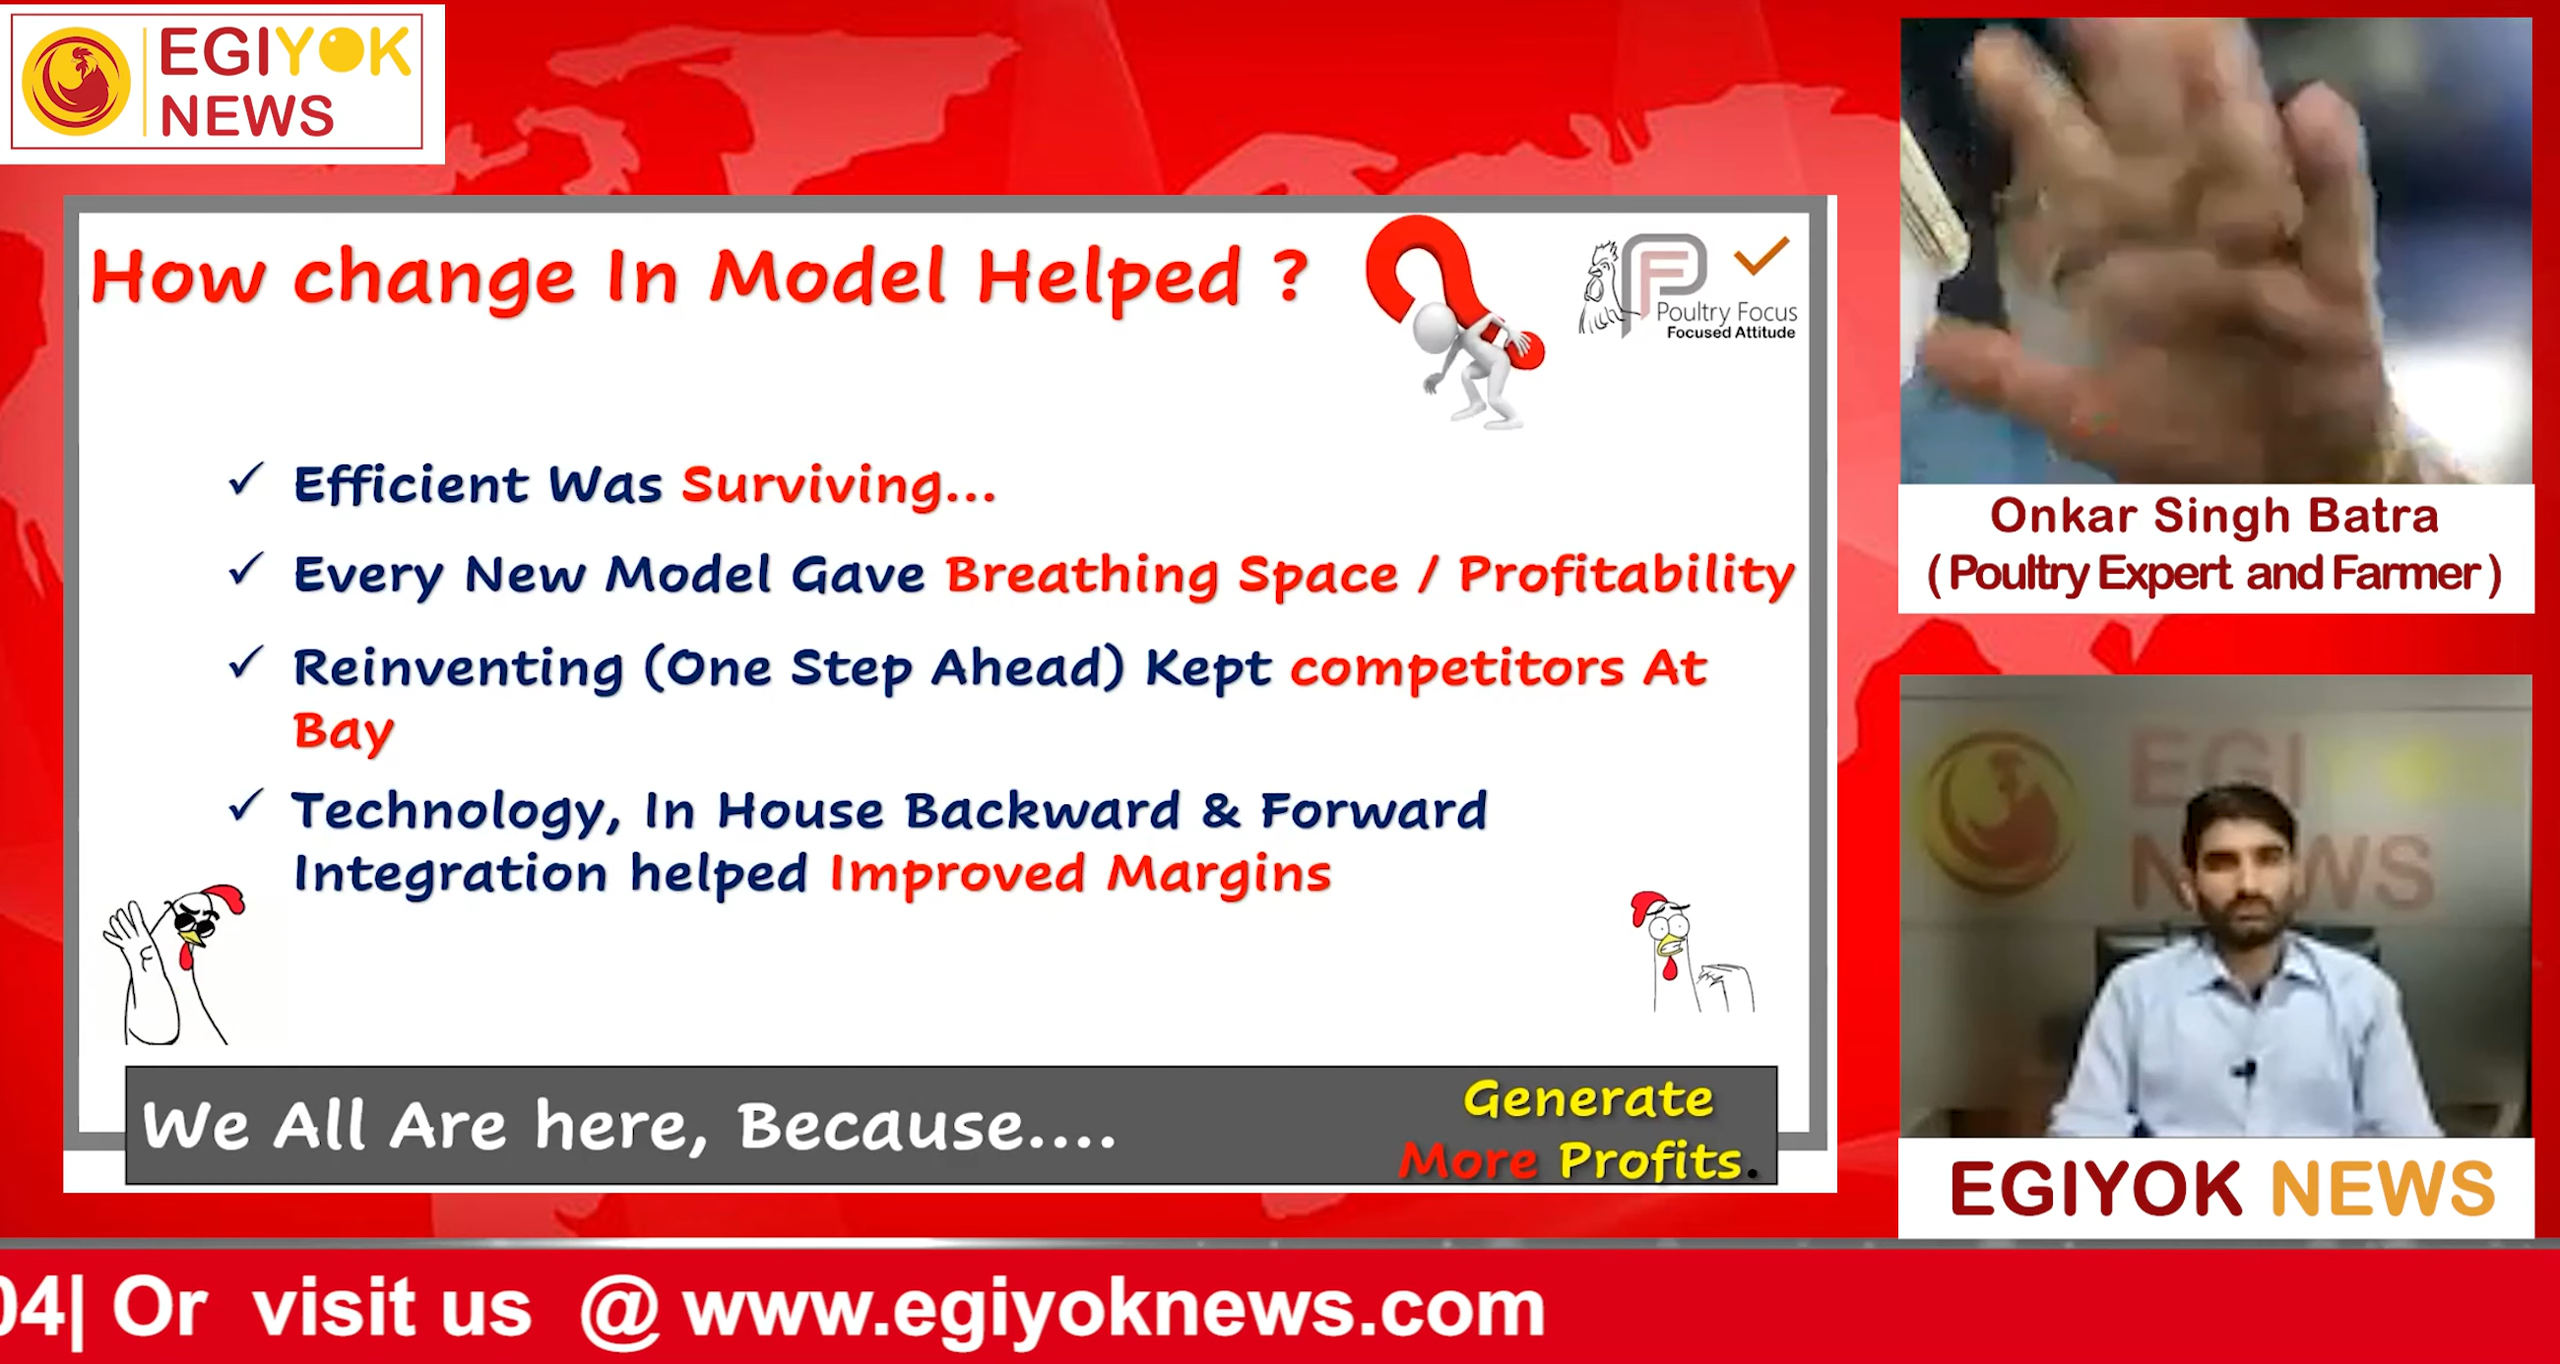 EGIYOK
NEWS
How change In Model Helped ?
Poultry Focus
Focused Attitude
✓ Efficient Was Surviving...
✓ Every New Model Gave Breathing Space / Profitability
✓ Reinventing (One Step Ahead) Kept competitors At
Bay
✓ Technology, In House Backward & Forward
Integration helped Improved Margins
We All Are here, Because....
Generate
More Profits.
Onkar Singh Batra
( Poultry Expert and Farmer )
EGI
NEWS
EGIYOK NEWS
04| Or visit us @ www.egiyoknews.com